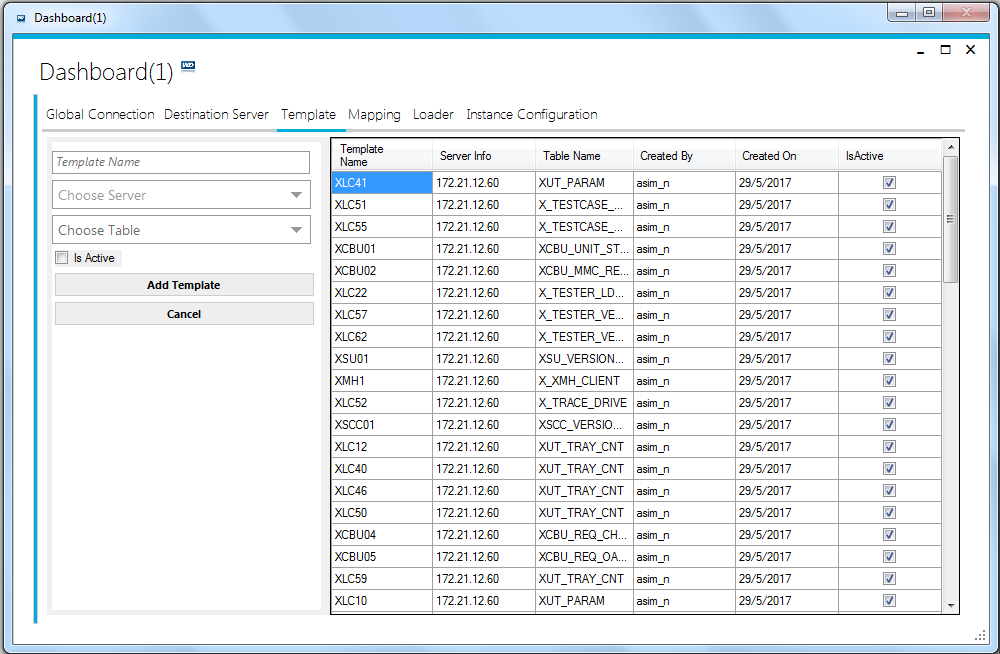 Dashboard(1)
Dashboard(1) WD
Global Connection Destination Server Template Mapping Loader Instance Configuration
Template Name
Choose Server
Choose Table
Is Active
Add Template
Cancel
Template Name Server Info Table Name Created By Created On IsActive
XLC41 172.21.12.60 XUT_PARAM asim_n 29/5/2017
XLC51 172.21.12.60 X_TESTCASE_... asim_n 29/5/2017
XLC55 172.21.12.60 X_TESTCASE_... asim_n 29/5/2017
XCBU01 172.21.12.60 XCBU_UNIT_ST... asim_n 29/5/2017
XCBU02 172.21.12.60 XCBU_MMC_RE... asim_n 29/5/2017
XLC22 172.21.12.60 X_TESTER_LD... asim_n 29/5/2017
XLC57 172.21.12.60 X_TESTER_VE... asim_n 29/5/2017
XLC62 172.21.12.60 X_TESTER_VE... asim_n 29/5/2017
XSU01 172.21.12.60 XSU_VERSION... asim_n 29/5/2017
XMH1 172.21.12.60 X_XMH_CLIENT asim_n 29/5/2017
XLC52 172.21.12.60 X_TRACE_DRIVE asim_n 29/5/2017
XSCC01 172.21.12.60 XSCC_VERSIO... asim_n 29/5/2017
XLC12 172.21.12.60 XUT_TRAY_CNT asim_n 29/5/2017
XLC40 172.21.12.60 XUT_TRAY_CNT asim_n 29/5/2017
XLC46 172.21.12.60 XUT_TRAY_CNT asim_n 29/5/2017
XLC50 172.21.12.60 XUT_TRAY_CNT asim_n 29/5/2017
XCBU04 172.21.12.60 XCBU_REQ_CH... asim_n 29/5/2017
XCBU05 172.21.12.60 XCBU_REQ_OA... asim_n 29/5/2017
XLC59 172.21.12.60 XUT_TRAY_CNT asim_n 29/5/2017
XLC10 172.21.12.60 XUT_PARAM asim_n 29/5/2017